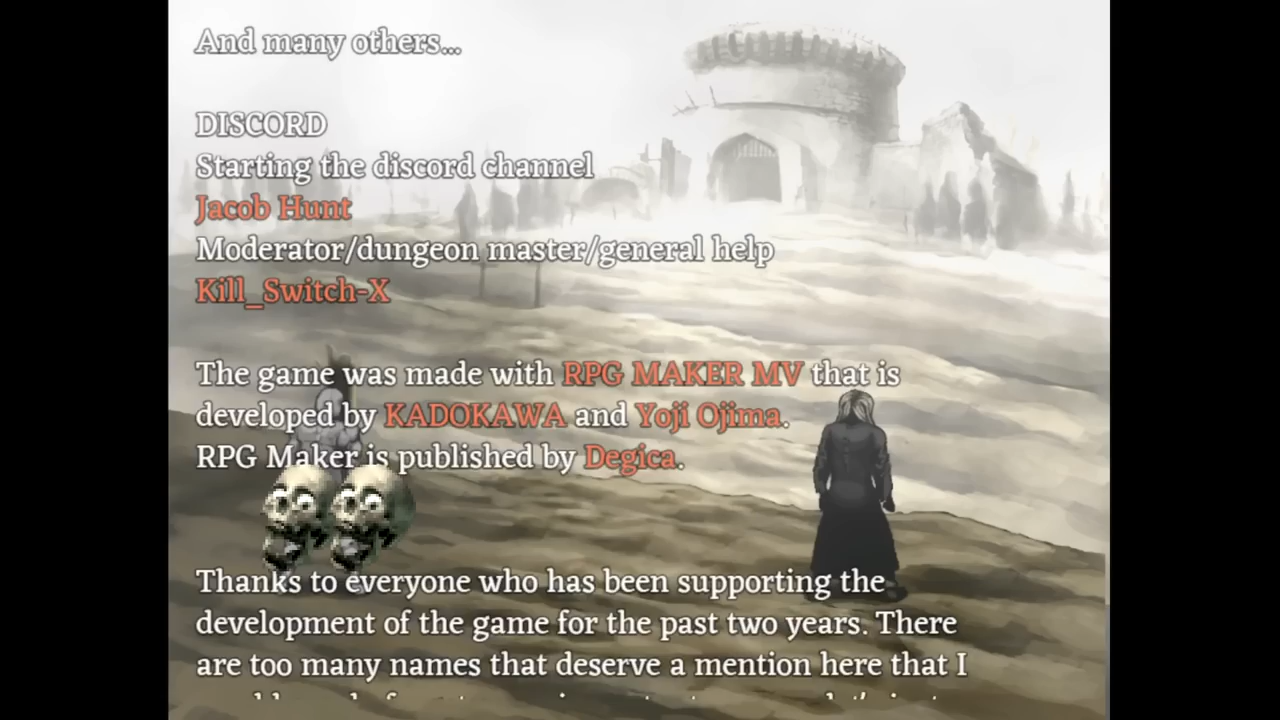 And many others...
DISCORD
Starting the discord channel
Jacob Hunt
Moderator/dungeon master/general help
Kill_Switch-X
The game was made with RPG MAKER MV that is
developed by KADOKAWA and Yoji Ojima.
RPG Maker is published by Degica.
Thanks to everyone who has been supporting the
development of the game for the past two years. There
are too many names that deserve a mention here that I